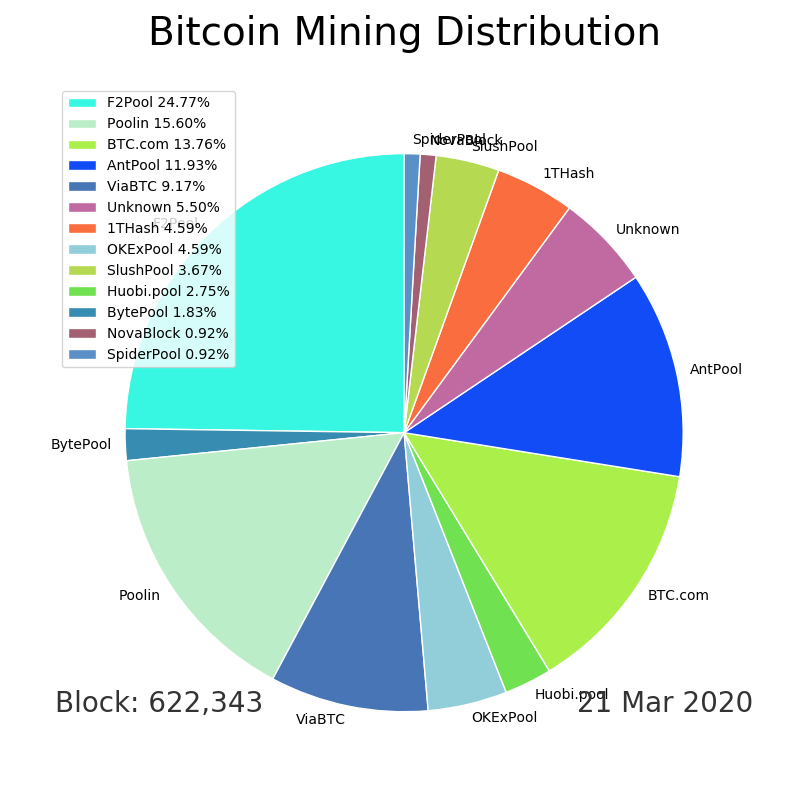 Bitcoin Mining Distribution
F2Pool 24.77%
Poolin 15.60%
BTC.com 13.76%
AntPool 11.93%
ViaBTC 9.17%
Unknown 5.50%
1THash 4.59%
OKExPool 4.59%
SlushPool 3.67%
Huobi.pool 2.75%
BytePool 1.83%
NovaBlock 0.92%
SpiderPool 0.92%
SpiderPool
NovaBlock
SlushPool
1THash
Unknown
F2Pool
AntPool
BytePool
Poolin
BTC.com
Huobi.pool
OKExPool
ViaBTC
Block: 622,343
21 Mar 2020